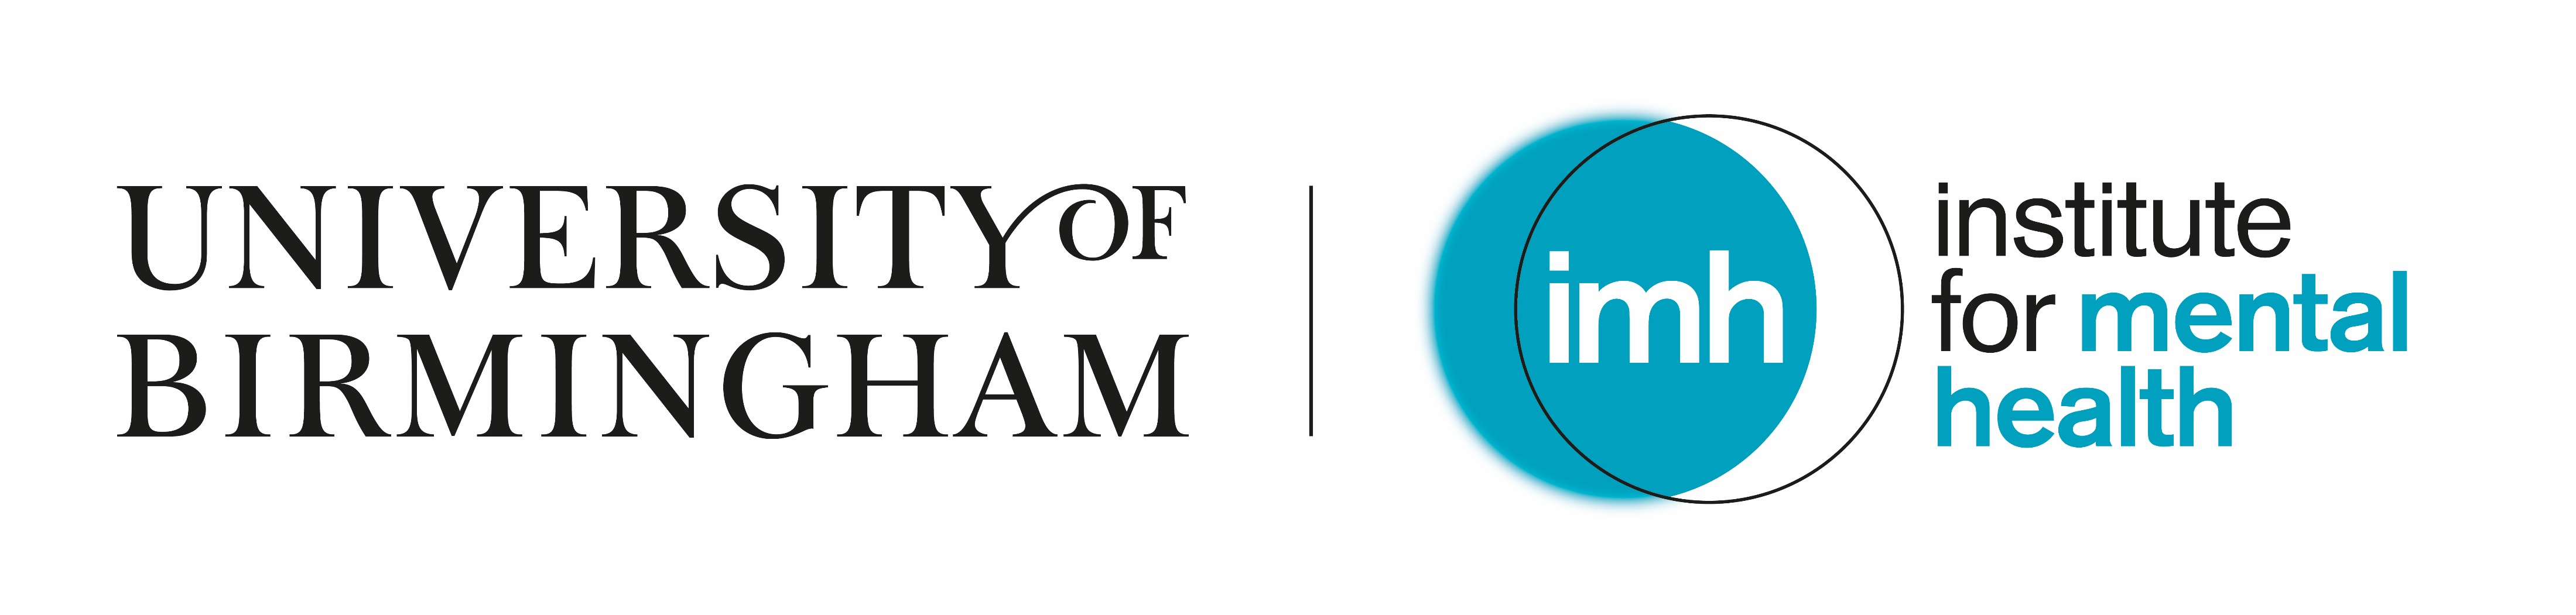 UNIVERSITY OF
BIRMINGHAM
imh
institute
for mental
health